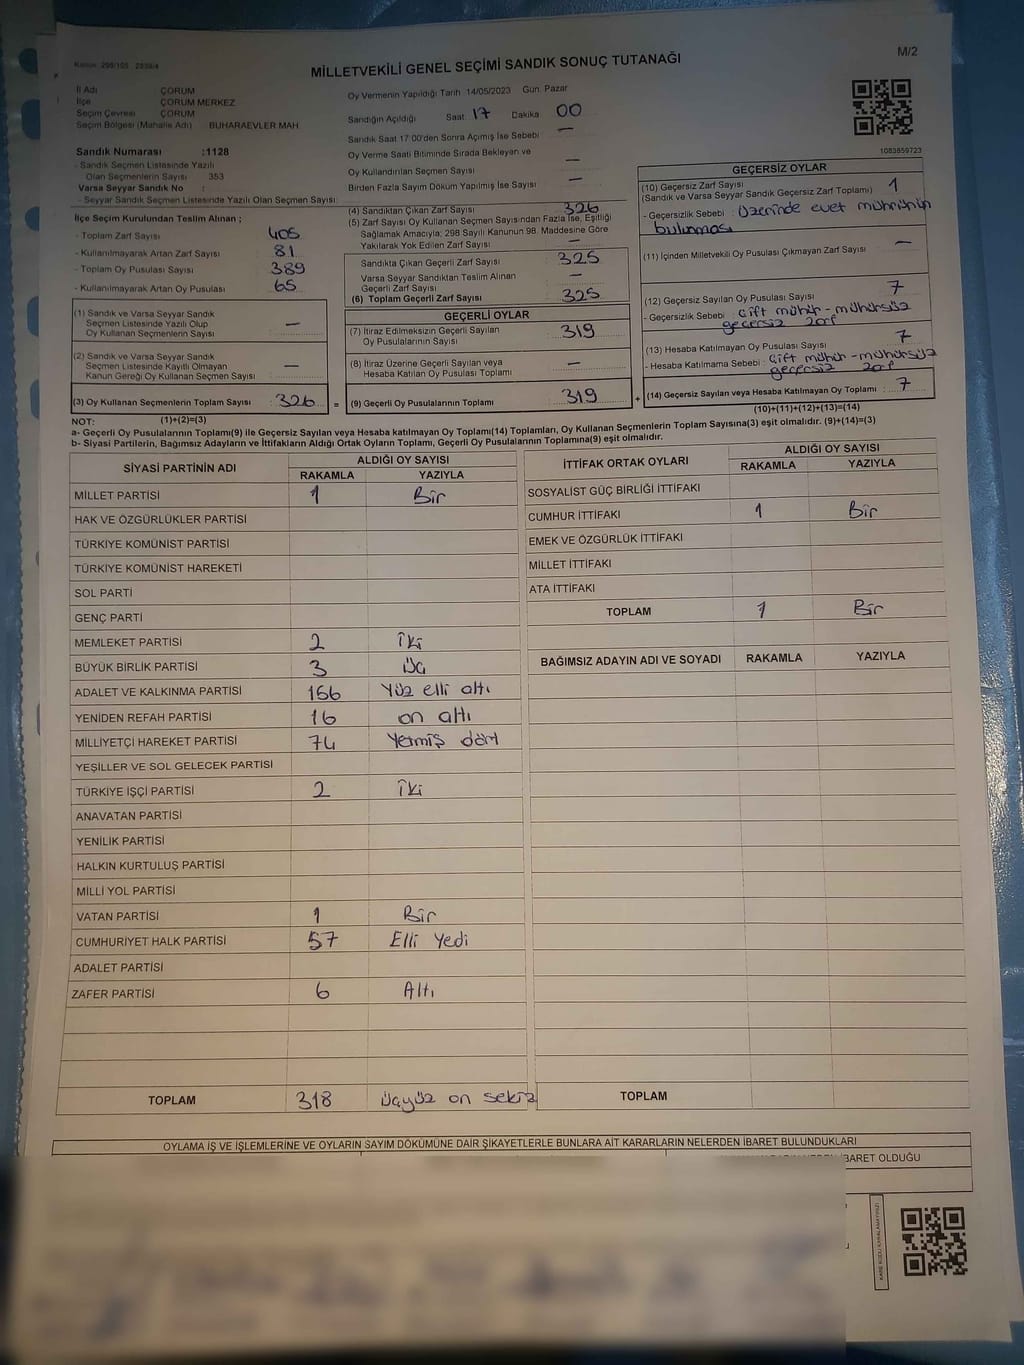 Kanun: 298/105 2839/4
M/2
MİLLETVEKİLİ GENEL SEÇİMİ SANDIK SONUÇ TUTANAĞI
İl Adı ÇORUM
İlçe ÇORUM MERKEZ
Seçim Çevresi ÇORUM
Seçim Bölgesi (Mahalle Adı) BUHARAEVLER MAH
Sandık Numarası :1128
- Sandık Seçmen Listesinde Yazılı
Olan Seçmenlerin Sayısı 353
Varsa Seyyar Sandık No :
- Seyyar Sandık Seçmen Listesinde Yazılı Olan Seçmen Sayısı:
İlçe Seçim Kurulundan Teslim Alınan ;
- Toplam Zarf Sayısı 405
- Kullanılmayarak Artan Zarf Sayısı 81
- Toplam Oy Pusulası Sayısı 389
- Kullanılmayarak Artan Oy Pusulası 65
(1) Sandık ve Varsa Seyyar Sandık
Seçmen Listesinde Yazılı Olup
Oy Kullanan Seçmenlerin Sayısı —
(2) Sandık ve Varsa Seyyar Sandık
Seçmen Listesinde Kayıtlı Olmayan
Kanun Gereği Oy Kullanan Seçmen Sayısı —
(3) Oy Kullanan Seçmenlerin Toplam Sayısı : 326 =
(1)+(2)=(3)
Oy Vermenin Yapıldığı Tarih 14/05/2023 Gün. Pazar
Sandığın Açıldığı Saat 17 Dakika 00
Sandık Saat 17:00'den Sonra Açımış İse Sebebi —
Oy Verme Saati Bitiminde Sırada Bekleyen ve
Oy Kullandırılan Seçmen Sayısı —
Birden Fazla Sayım Döküm Yapılmış İse Sayısı —
(4) Sandıktan Çıkan Zarf Sayısı 326
(5) Zarf Sayısı Oy Kullanan Seçmen Sayısından Fazla İse, Eşitliği
Sağlamak Amacıyla; 298 Sayılı Kanunun 98. Maddesine Göre
Yakılarak Yok Edilen Zarf Sayısı —
Sandıkta Çıkan Geçerli Zarf Sayısı 325
Varsa Seyyar Sandıktan Teslim Alınan
Geçerli Zarf Sayısı —
(6) Toplam Geçerli Zarf Sayısı 325
GEÇERLİ OYLAR
(7) İtiraz Edilmeksizin Geçerli Sayılan
Oy Pusulalarının Sayısı 319
(8) İtiraz Üzerine Geçerli Sayılan veya
Hesaba Katılan Oy Pusulası Toplamı —
(9) Geçerli Oy Pusulalarının Toplamı 319 +
1083859723
GEÇERSİZ OYLAR
(10) Geçersiz Zarf Sayısı
(Sandık ve Varsa Seyyar Sandık Geçersiz Zarf Toplamı) 1
- Geçersizlik Sebebi : Üzerinde evet mührünün
bulunması
(11) İçinden Milletvekili Oy Pusulası Çıkmayan Zarf Sayısı —
(12) Geçersiz Sayılan Oy Pusulası Sayısı 7
- Geçersizlik Sebebi : Çift mühür - mühürsüz
geçersiz zarf
(13) Hesaba Katılmayan Oy Pusulası Sayısı 7
- Hesaba Katılmama Sebebi : Çift mühür - mühürsüz
geçersiz zarf
(14) Geçersiz Sayılan veya Hesaba Katılmayan Oy Toplamı : 7
(10)+(11)+(12)+(13)=(14)
NOT:
a- Geçerli Oy Pusulalarının Toplam(9) ile Geçersiz Sayılan veya Hesaba katılmayan Oy Toplamı(14) Toplamları, Oy Kullanan Seçmenlerin Toplam Sayısına(3) eşit olmalıdır. (9)+(14)=(3)
b- Siyasi Partilerin, Bağımsız Adayların ve İttifakların Aldığı Ortak Oyların Toplamı, Geçerli Oy Pusulalarının Toplamına(9) eşit olmalıdır.
SİYASİ PARTİNİN ADI ALDIĞI OY SAYISI
RAKAMLA YAZIYLA
MİLLET PARTİSİ 1 Bir
HAK VE ÖZGÜRLÜKLER PARTİSİ
TÜRKİYE KOMÜNİST PARTİSİ
TÜRKİYE KOMÜNİST HAREKETİ
SOL PARTİ
GENÇ PARTİ
MEMLEKET PARTİSİ 2 İki
BÜYÜK BİRLİK PARTİSİ 3 Üç
ADALET VE KALKINMA PARTİSİ 156 Yüz elli altı
YENİDEN REFAH PARTİSİ 16 on altı
MİLLİYETÇİ HAREKET PARTİSİ 74 Yetmiş dört
YEŞİLLER VE SOL GELECEK PARTİSİ
TÜRKİYE İŞÇİ PARTİSİ 2 İki
ANAVATAN PARTİSİ
YENİLİK PARTİSİ
HALKIN KURTULUŞ PARTİSİ
MİLLİ YOL PARTİSİ
VATAN PARTİSİ 1 Bir
CUMHURİYET HALK PARTİSİ 57 Elli Yedi
ADALET PARTİSİ
ZAFER PARTİSİ 6 Altı
TOPLAM 318 Üçyüz on sekiz
İTTİFAK ORTAK OYLARI ALDIĞI OY SAYISI
RAKAMLA YAZIYLA
SOSYALİST GÜÇ BİRLİĞİ İTTİFAKI
CUMHUR İTTİFAKI 1 Bir
EMEK VE ÖZGÜRLÜK İTTİFAKI
MİLLET İTTİFAKI
ATA İTTİFAKI
TOPLAM 1 Bir
BAĞIMSIZ ADAYIN ADI VE SOYADI RAKAMLA YAZIYLA
TOPLAM
OYLAMA İŞ VE İŞLEMLERİNE VE OYLARIN SAYIM DÖKÜMÜNE DAİR ŞİKAYETLERLE BUNLARA AİT KARARLARIN NELERDEN İBARET BULUNDUKLARI
İBARET OLDUĞU
KARE KODU KARALAMAYINIZ!